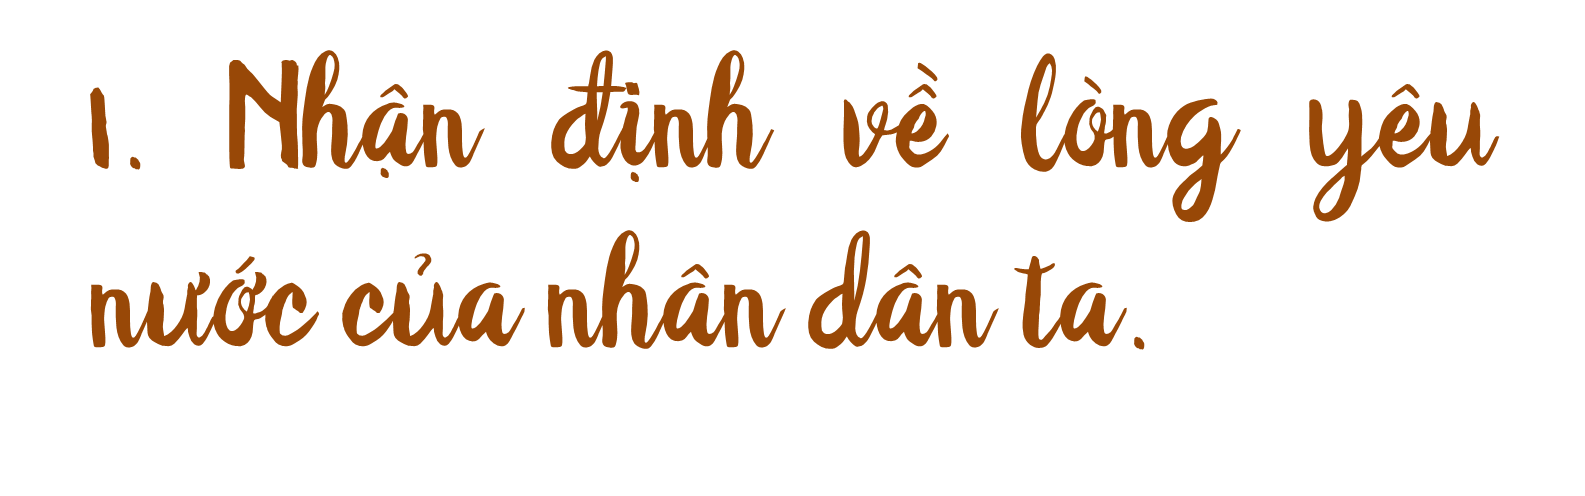 1. Nhận định về lòng yêu
nước của nhân dân ta.